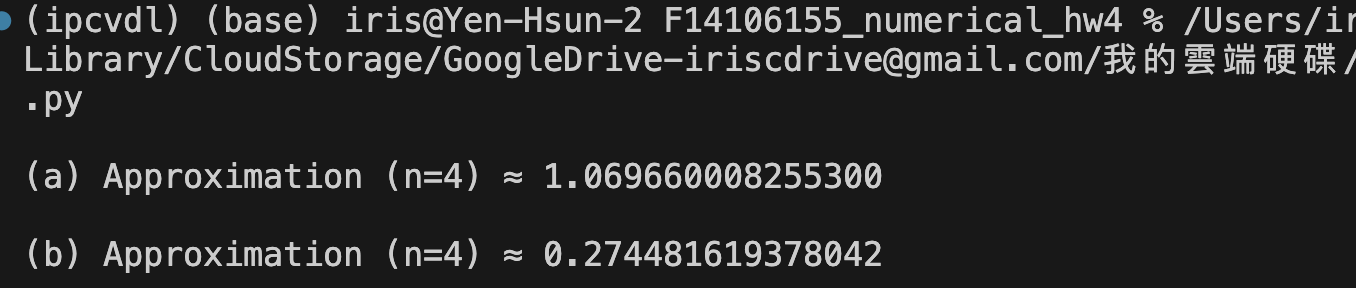 (ipcvdl) (base) iris@Yen-Hsun-2 F14106155_numerical_hw4 % /Users/ir
Library/CloudStorage/GoogleDrive-iriscdrive@gmail.com/我的雲端硬碟/
.py
(a) Approximation (n=4) ≈ 1.069660008255300
(b) Approximation (n=4) ≈ 0.274481619378042